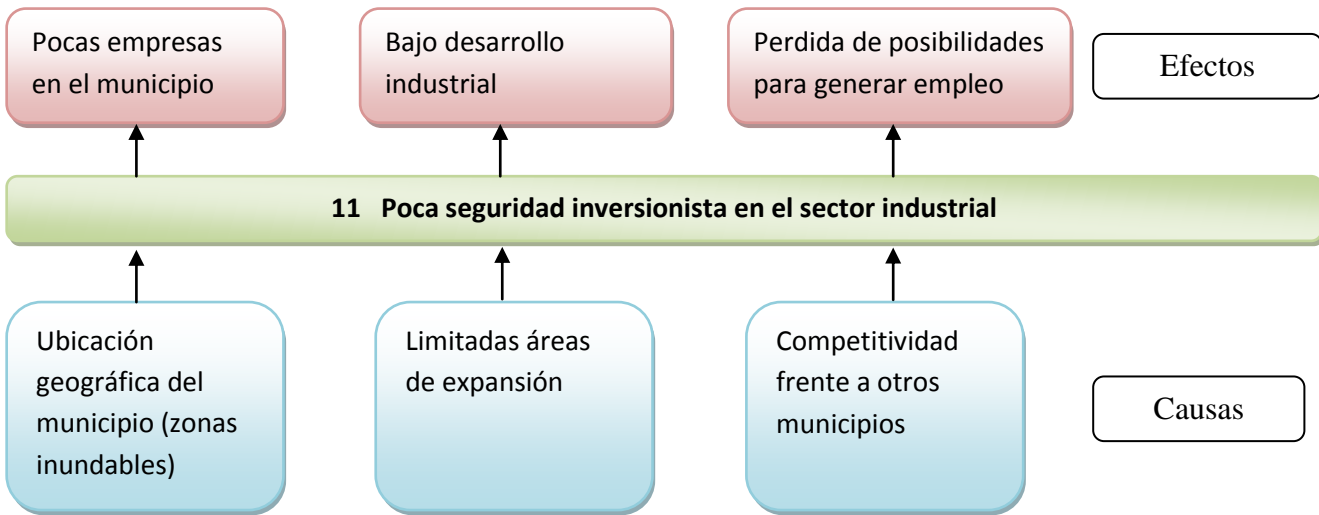 Pocas empresas
en el municipio
Bajo desarrollo
industrial
Perdida de posibilidades
para generar empleo
Efectos
11 Poca seguridad inversionista en el sector industrial
Ubicación
geográfica del
municipio (zonas
inundables)
Limitadas áreas
de expansión
Competitividad
frente a otros
municipios
Causas